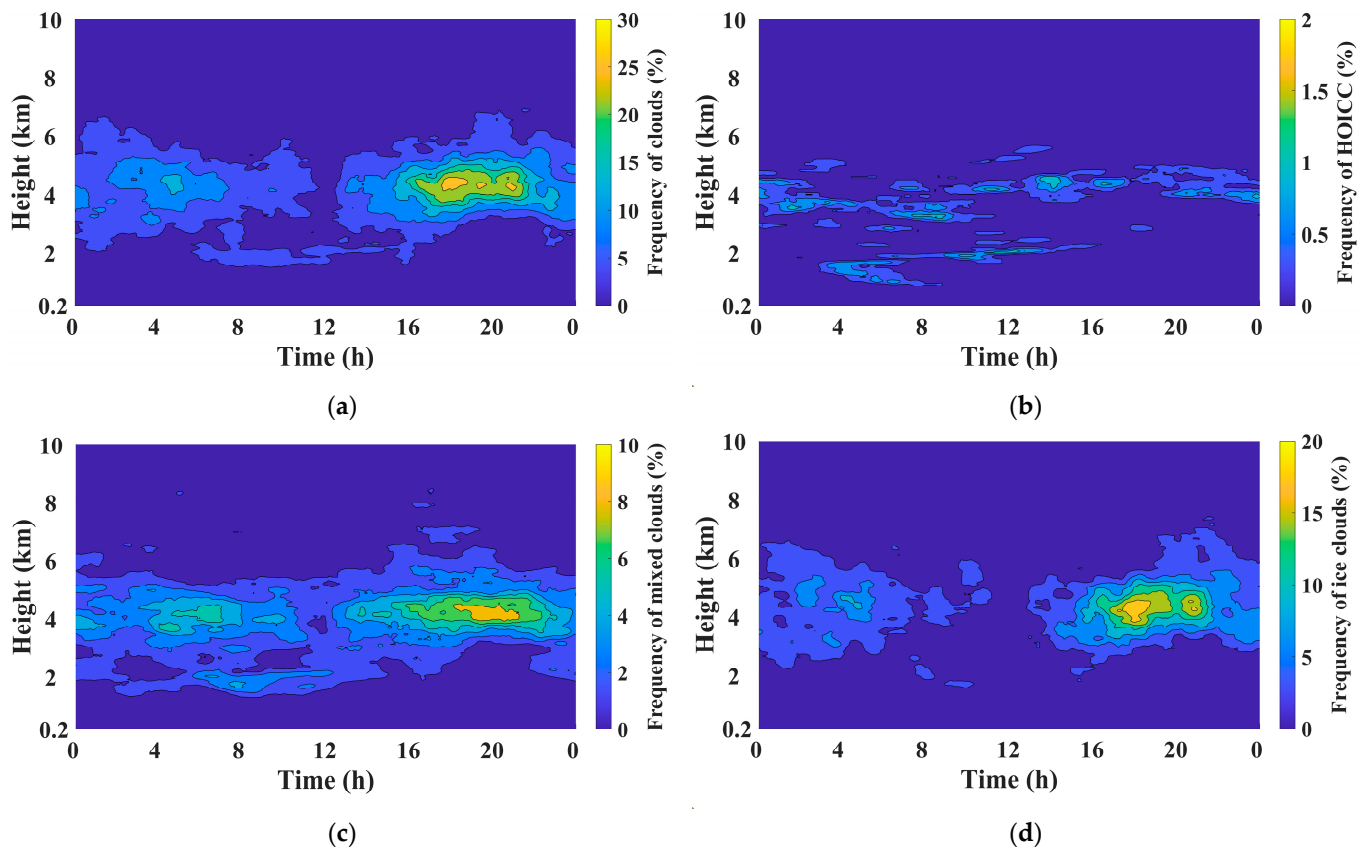 10
8
6
4
2
0.2
Height (km)
0 4 8 12 16 20 0
Time (h)
30
25
20
15
10
5
0
Frequency of clouds (%)
(a)
10
8
6
4
2
0.2
Height (km)
0 4 8 12 16 20 0
Time (h)
2
1.5
1
0.5
0
Frequency of HOICC (%)
(b)
10
8
6
4
2
0.2
Height (km)
0 4 8 12 16 20 0
Time (h)
10
8
6
4
2
0
Frequency of mixed clouds (%)
(c)
10
8
6
4
2
0.2
Height (km)
0 4 8 12 16 20 0
Time (h)
20
15
10
5
0
Frequency of ice clouds (%)
(d)